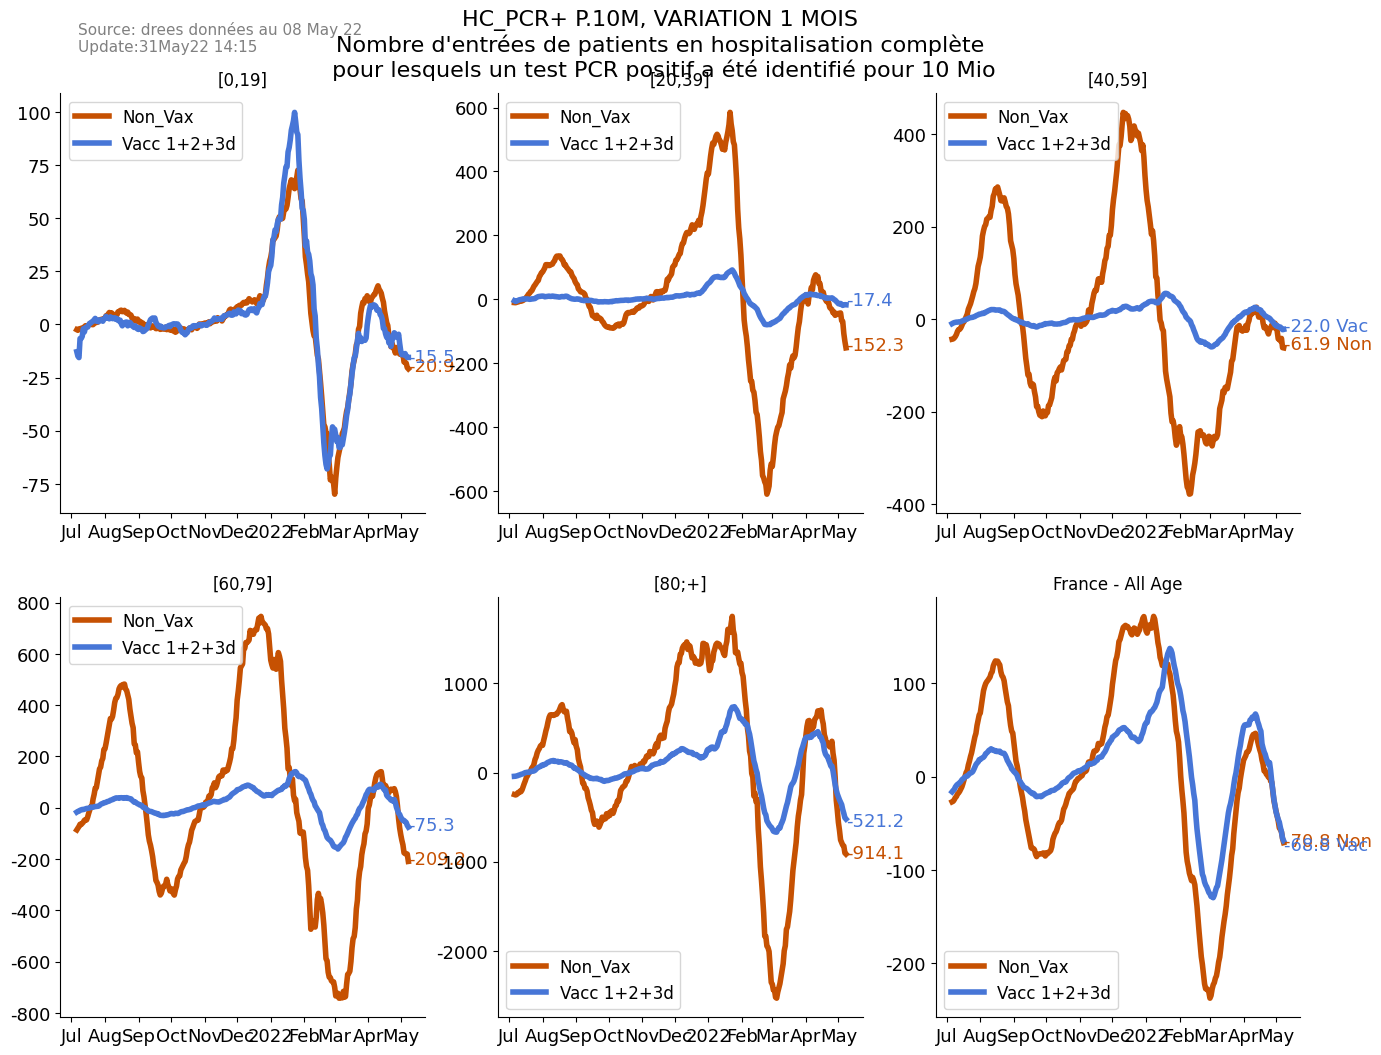 HC_PCR+ P.10M, VARIATION 1 MOIS
Source: drees données au 08 May 22
Update:31May22 14:15
Nombre d'entrées de patients en hospitalisation complète
pour lesquels un test PCR positif a été identifié pour 10 Mio
[0,19]
Non_Vax
Vacc 1+2+3d
100
75
50
25
0
-25
-50
-75
-15.5
-20.9
Jul Aug Sep Oct Nov Dec 2022 Feb Mar Apr May
[20,39]
Non_Vax
Vacc 1+2+3d
600
400
200
0
-200
-400
-600
-17.4
-152.3
Jul Aug Sep Oct Nov Dec 2022 Feb Mar Apr May
[40,59]
Non_Vax
Vacc 1+2+3d
400
200
0
-200
-400
-22.0 Vac
-61.9 Non
Jul Aug Sep Oct Nov Dec 2022 Feb Mar Apr May
[60,79]
Non_Vax
Vacc 1+2+3d
800
600
400
200
0
-200
-400
-600
-800
-75.3
-209.2
Jul Aug Sep Oct Nov Dec 2022 Feb Mar Apr May
[80;+]
1000
0
-1000
-2000
-521.2
-914.1
Non_Vax
Vacc 1+2+3d
Jul Aug Sep Oct Nov Dec 2022 Feb Mar Apr May
France - All Age
100
0
-100
-200
-70.8 Non
-68.8 Vac
Non_Vax
Vacc 1+2+3d
Jul Aug Sep Oct Nov Dec 2022 Feb Mar Apr May